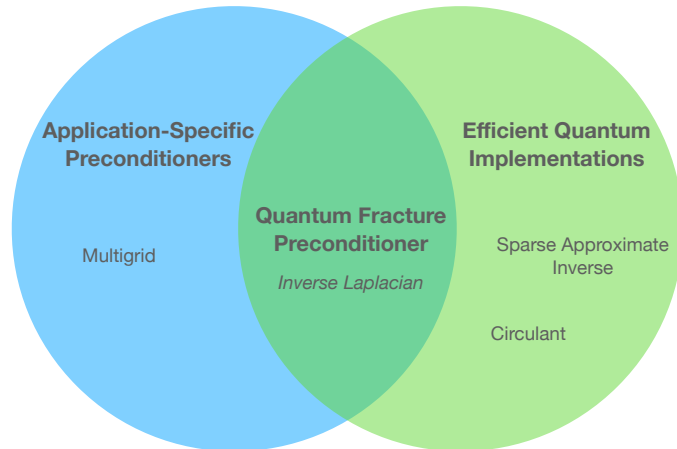 Application-Specific
Preconditioners
Multigrid
Quantum Fracture
Preconditioner
Inverse Laplacian
Efficient Quantum
Implementations
Sparse Approximate
Inverse
Circulant